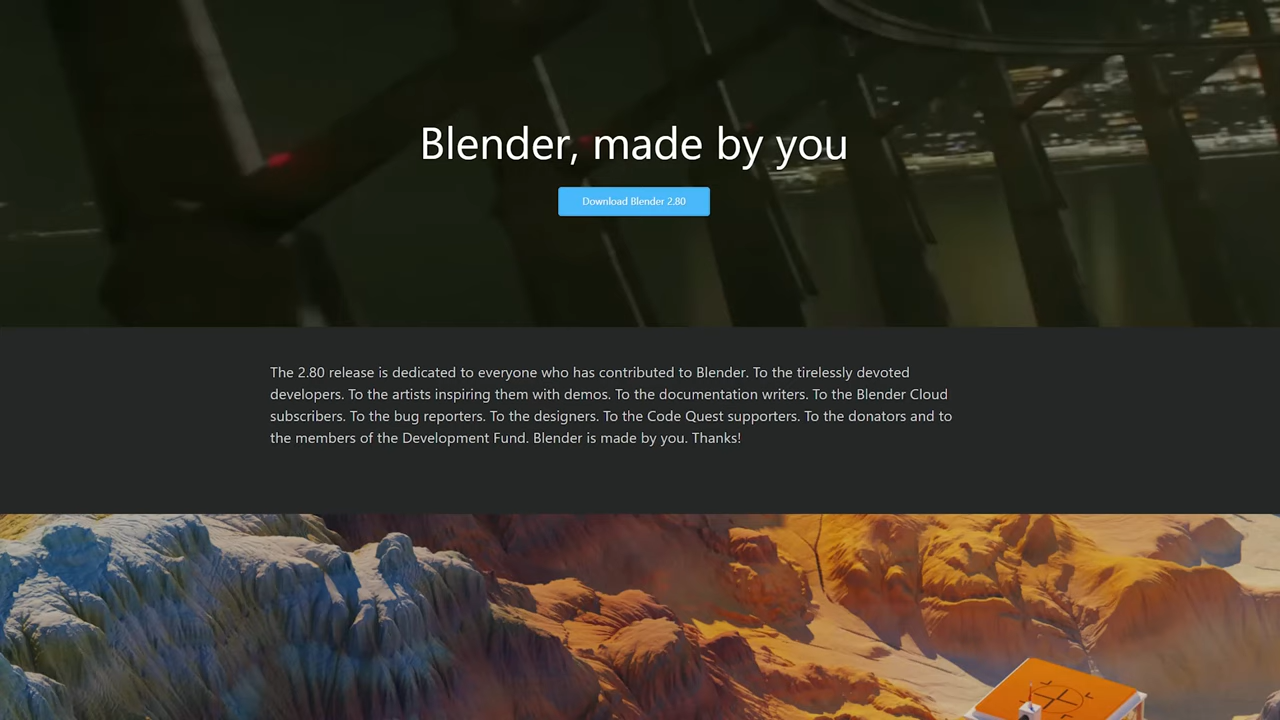 Blender, made by you
Download Blender 2.80
The 2.80 release is dedicated to everyone who has contributed to Blender. To the tirelessly devoted
developers. To the artists inspiring them with demos. To the documentation writers. To the Blender Cloud
subscribers. To the bug reporters. To the designers. To the Code Quest supporters. To the donators and to
the members of the Development Fund. Blender is made by you. Thanks!